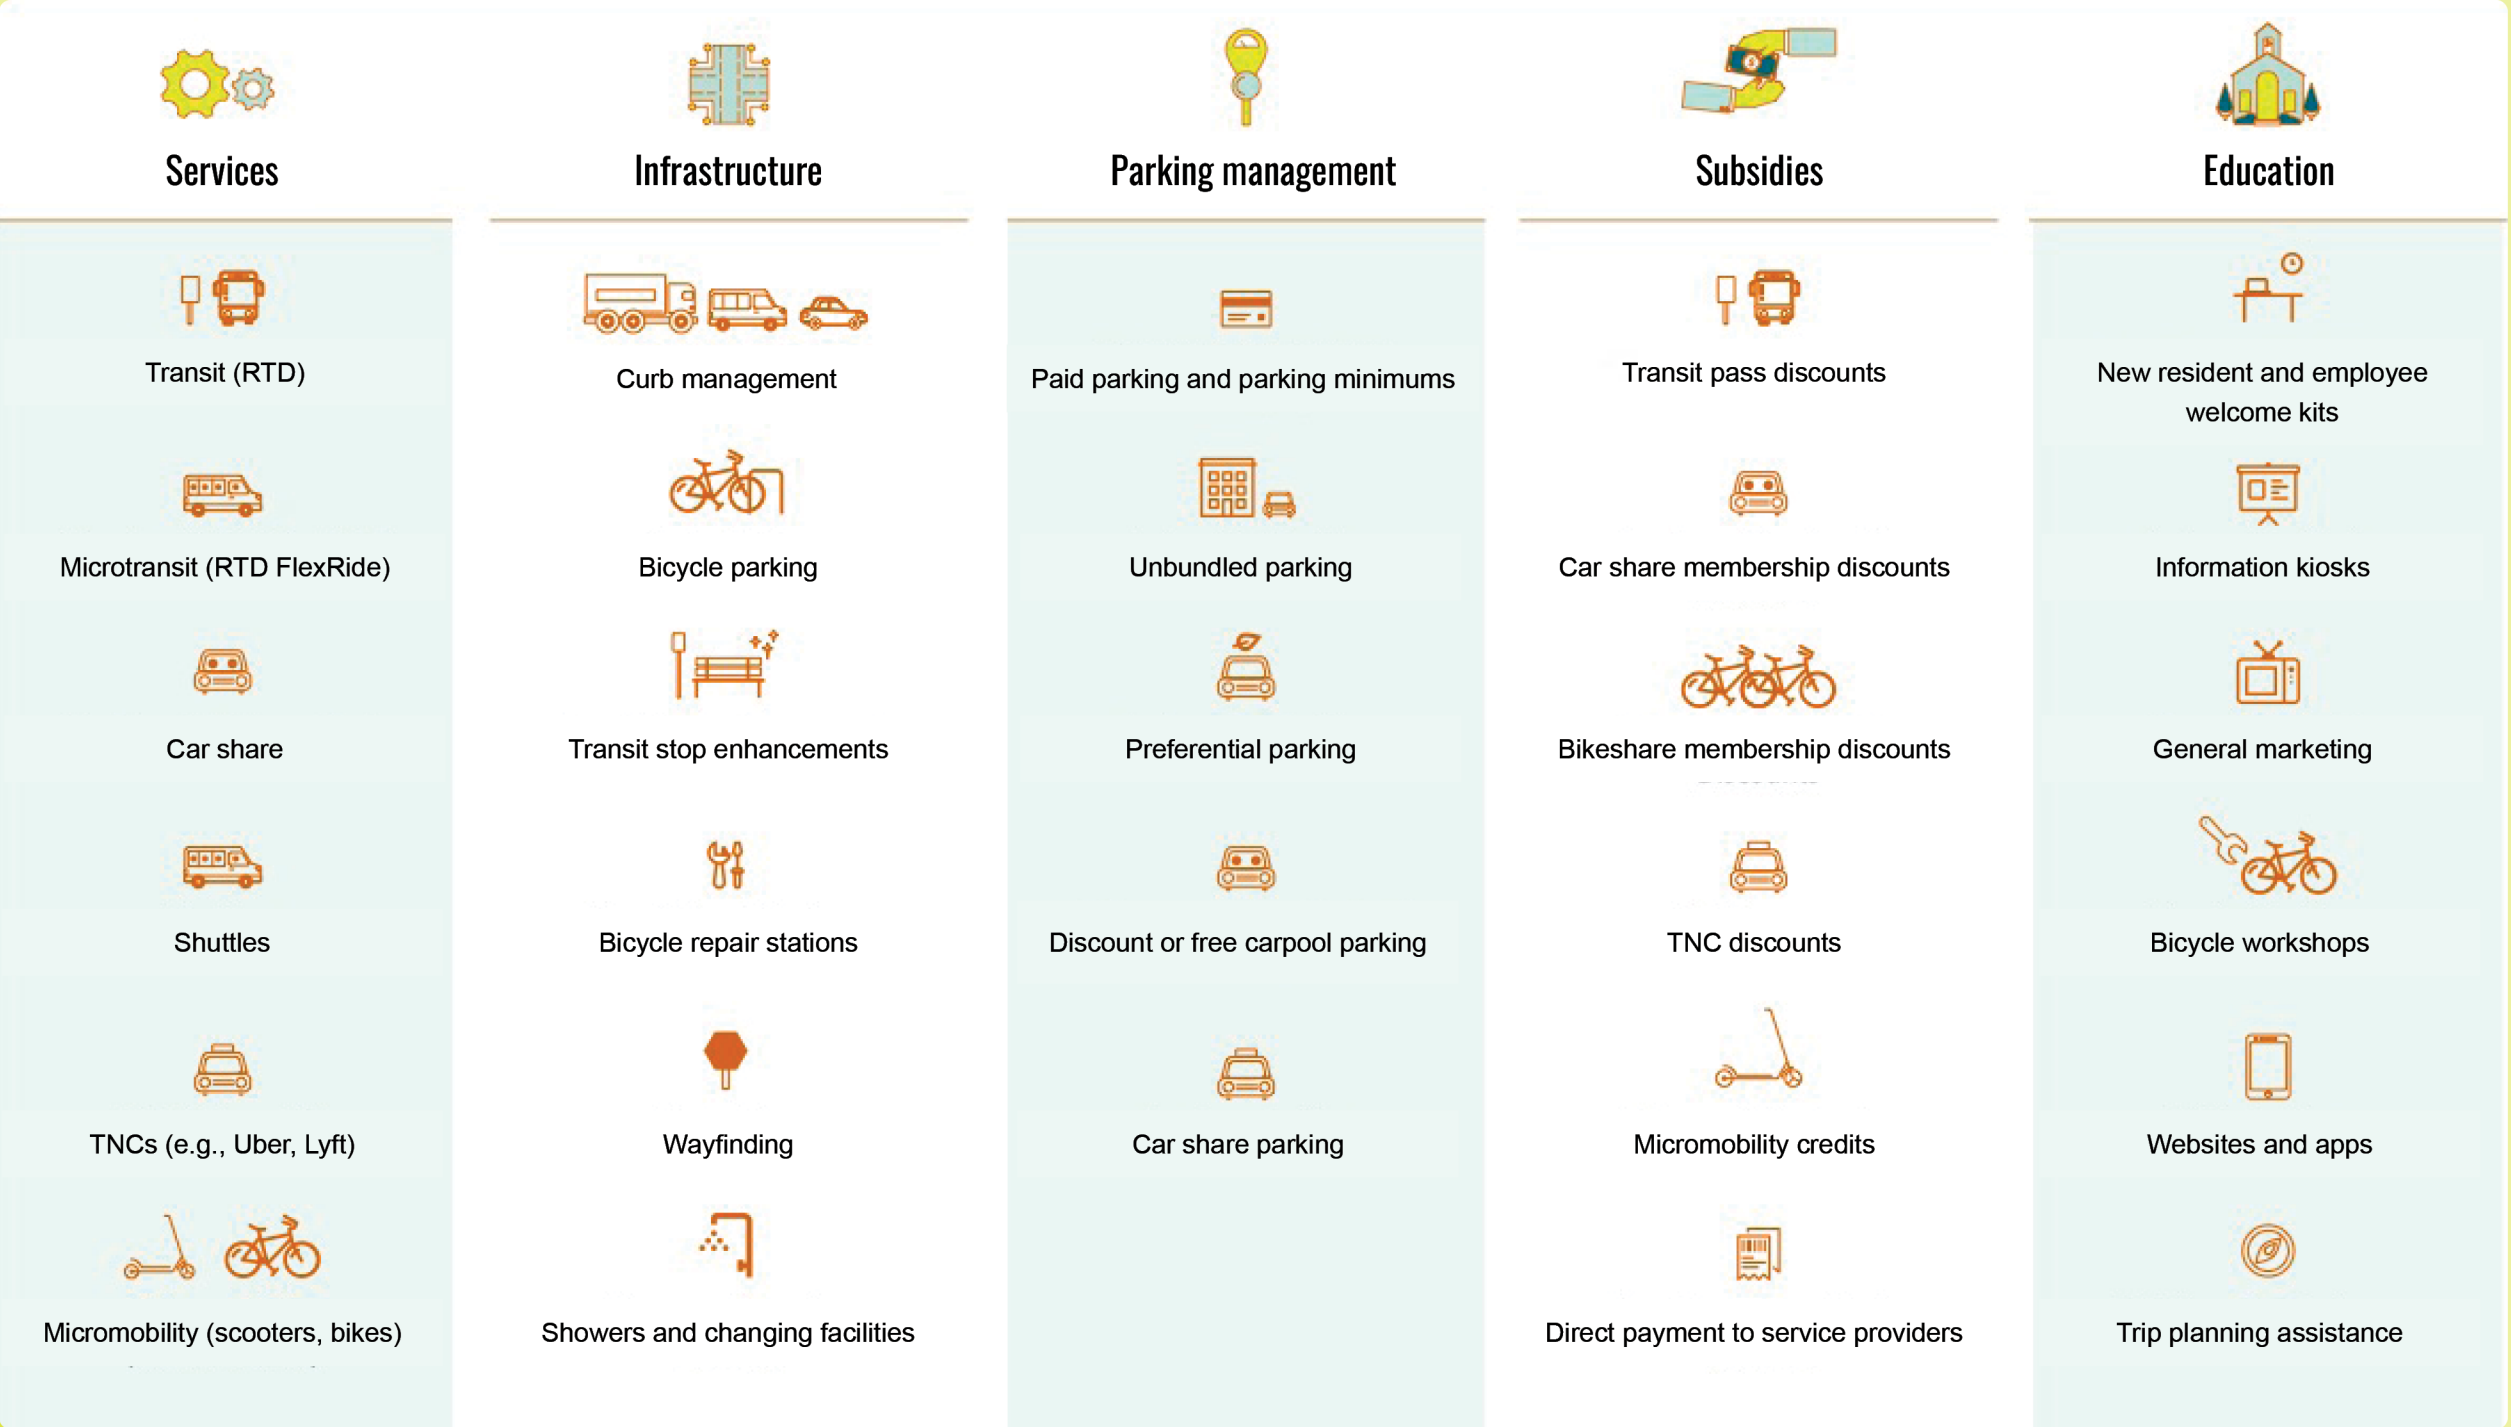 Services
Infrastructure
Parking management
Subsidies
Education
Transit (RTD)
Curb management
Paid parking and parking minimums
Transit pass discounts
New resident and employee
welcome kits
Microtransit (RTD FlexRide)
Bicycle parking
Unbundled parking
Car share membership discounts
Information kiosks
Car share
Transit stop enhancements
Preferential parking
Bikeshare membership discounts
General marketing
Shuttles
Bicycle repair stations
Discount or free carpool parking
TNC discounts
Bicycle workshops
TNCs (e.g., Uber, Lyft)
Wayfinding
Car share parking
Micromobility credits
Websites and apps
Micromobility (scooters, bikes)
Showers and changing facilities
Direct payment to service providers
Trip planning assistance